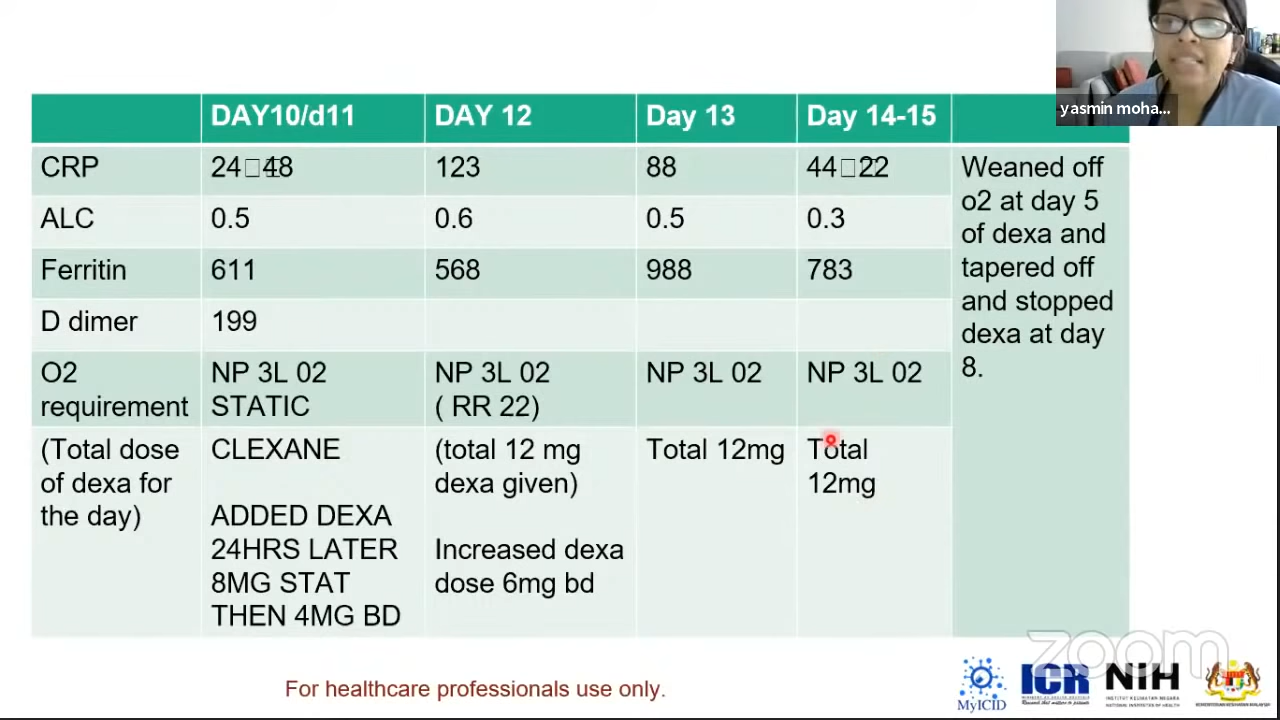 yasmin moha...
DAY10/d11 DAY 12 Day 13 Day 14-15
CRP 24□48 123 88 44□22
ALC 0.5 0.6 0.5 0.3
Ferritin 611 568 988 783
D dimer 199
O2
requirement
NP 3L 02
STATIC
NP 3L 02
( RR 22)
NP 3L 02
NP 3L 02
(Total dose
of dexa for
the day)
CLEXANE
ADDED DEXA
24HRS LATER
8MG STAT
THEN 4MG BD
(total 12 mg
dexa given)
Increased dexa
dose 6mg bd
Total 12mg
Total
12mg
Weaned off
o2 at day 5
of dexa and
tapered off
and stopped
dexa at day
8.
zoom
For healthcare professionals use only.
MyICID
ICR
NIH